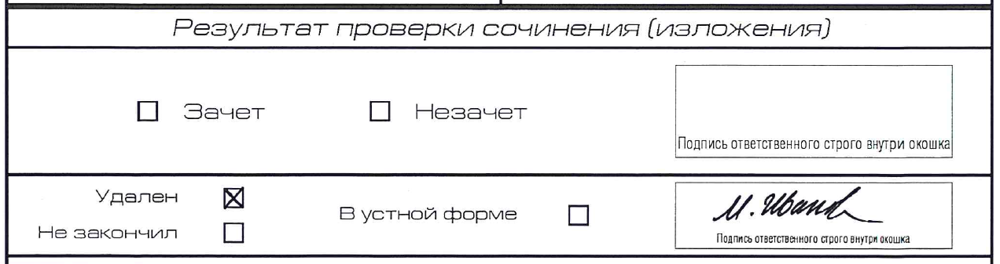 Результат проверки сочинения (изложения)
Зачет Незачет
Подпись ответственного строго внутри окошка
Удален
В устной форме
Не закончил
М. Иванов
Подпись ответственного строго внутри окошка